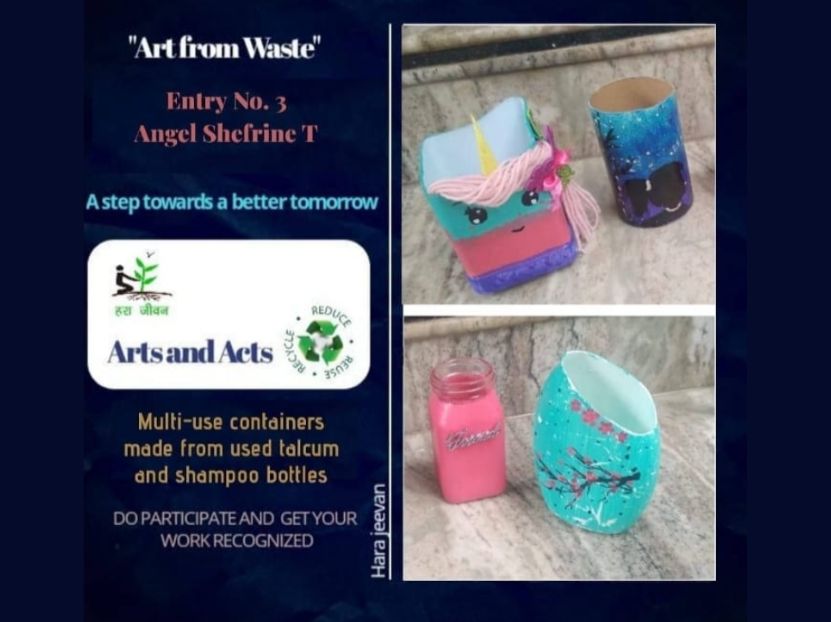 "Art from Waste"
Entry No. 3
Angel Shefrine T
A step towards a better tomorrow
हरा जीवन
Arts and Acts
REDUCE
REUSE
RECYCLE
Multi-use containers
made from used talcum
and shampoo bottles
DO PARTICIPATE AND GET YOUR
WORK RECOGNIZED
Hara jeevan